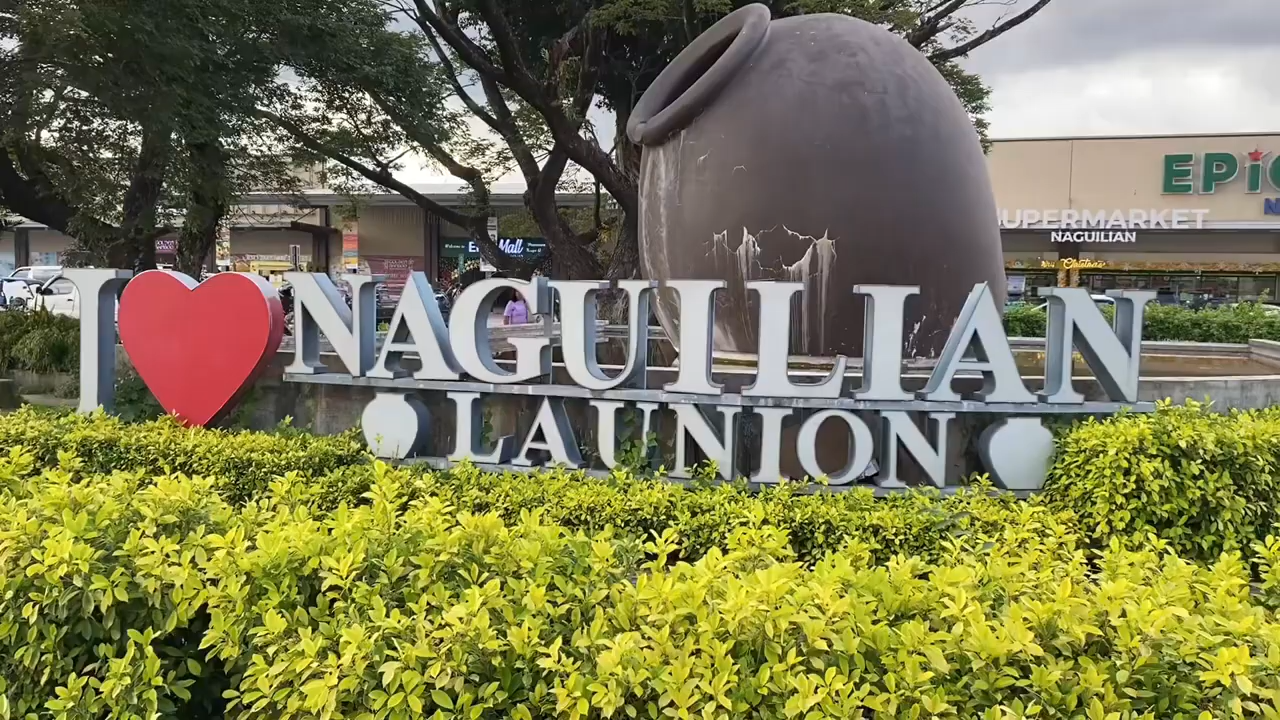 I NAGUILIAN
LA UNION
EPIC
SUPERMARKET
NAGUILIAN
Mall